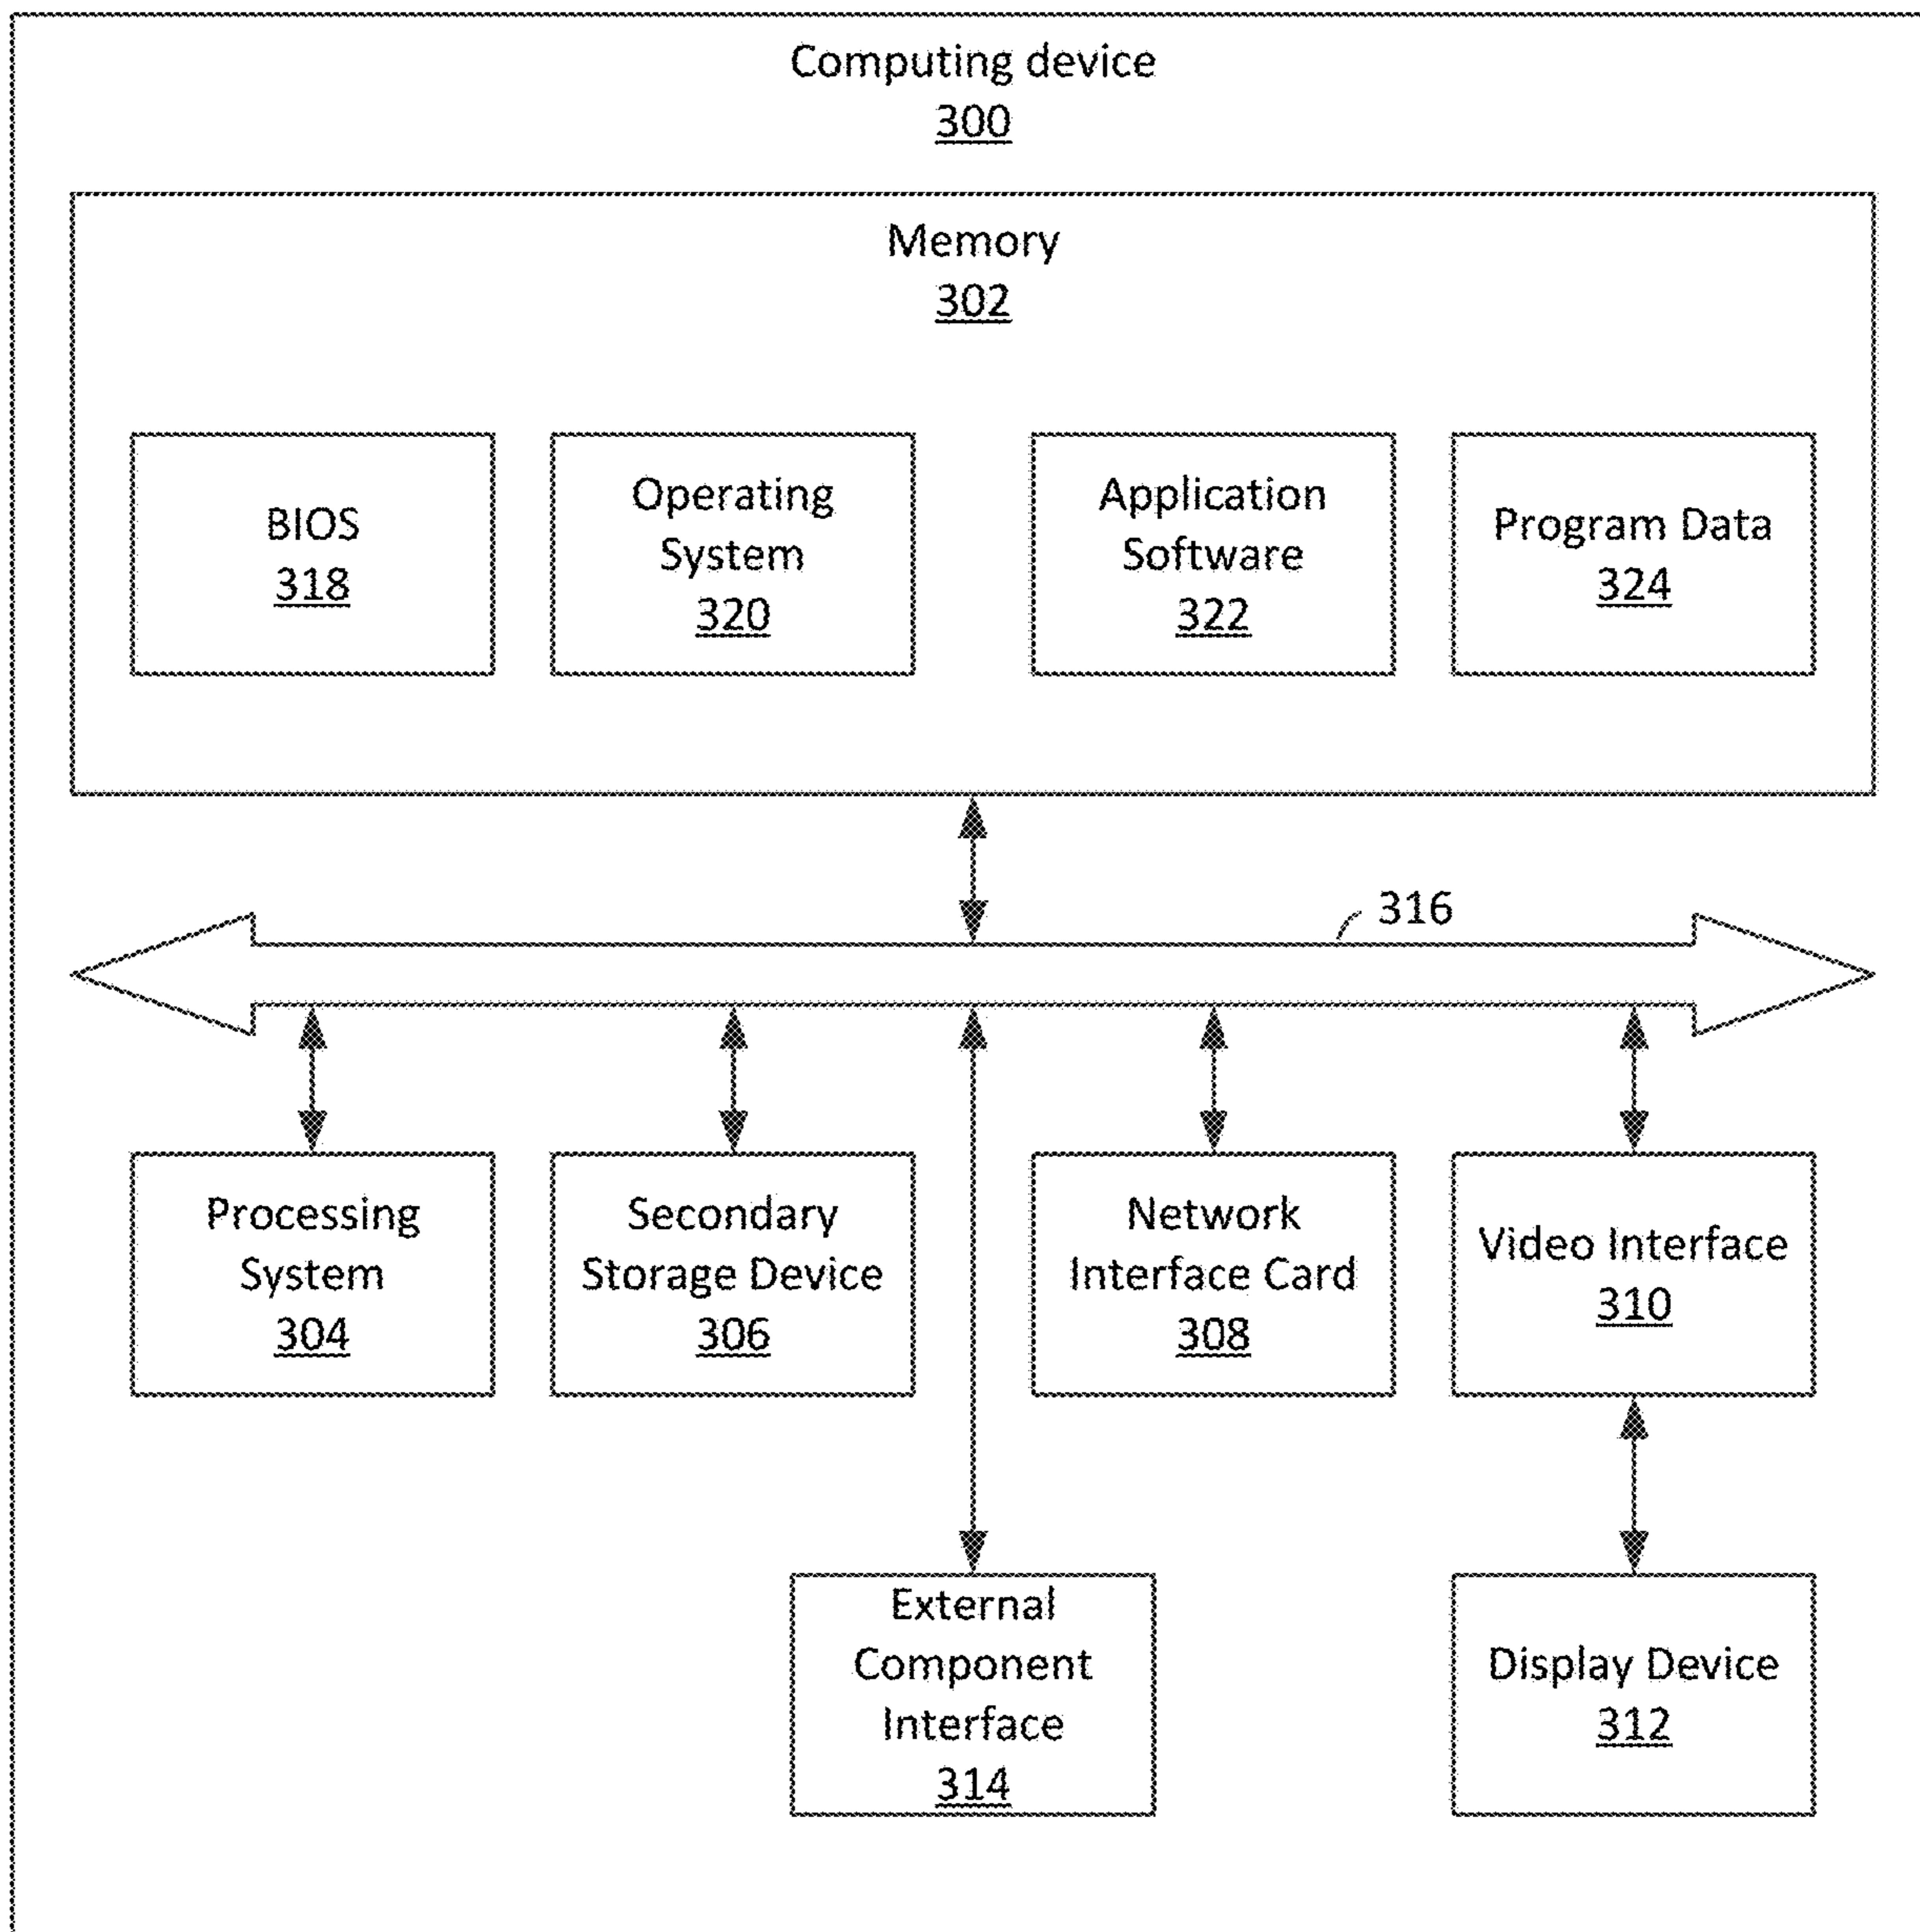 Computing device
300
Memory
302
BIOS
318
Operating
System
320
Application
Software
322
Program Data
324
316
Processing
System
304
Secondary
Storage Device
306
Network
Interface Card
308
Video Interface
310
External
Component
Interface
314
Display Device
312